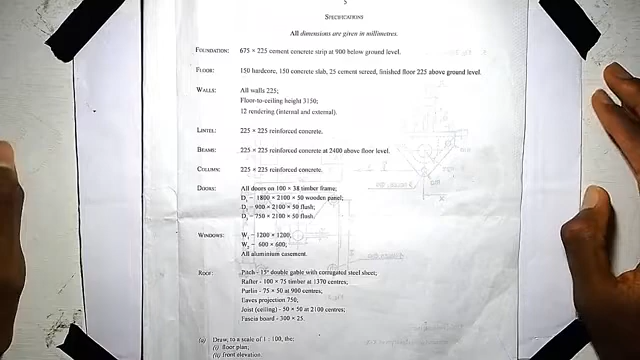 5
SPECIFICATIONS
All dimensions are given in millimetres.
FOUNDATION: 675 × 225 cement concrete strip at 900 below ground level.
FLOOR: 150 hardcore, 150 concrete slab, 25 cement screed, finished floor 225 above ground level.
WALLS: All walls 225;
Floor-to-ceiling height 3150;
12 rendering (internal and external).
LINTEL: 225 × 225 reinforced concrete.
BEAMS: 225 × 225 reinforced concrete at 2400 above floor level.
COLUMN: 225 × 225 reinforced concrete.
DOORS: All doors on 100 × 38 timber frame;
D₁ – 1800 × 2100 × 50 wooden panel;
D₂ – 900 × 2100 × 50 flush;
D₃ – 750 × 2100 × 50 flush.
WINDOWS: W₁ – 1200 × 1200;
W₂ – 600 × 600;
All aluminium casement.
ROOF: Pitch – 15° double gable with corrugated steel sheet;
Rafter – 100 × 75 timber at 1370 centres;
Purlin – 75 × 50 at 900 centres;
Eaves projection 750;
Joist (ceiling) – 50 × 50 at 2100 centres;
Fascia board – 300 × 25.
(a) Draw, to a scale of 1 : 100, the:
(i) floor plan;
(ii) front elevation.